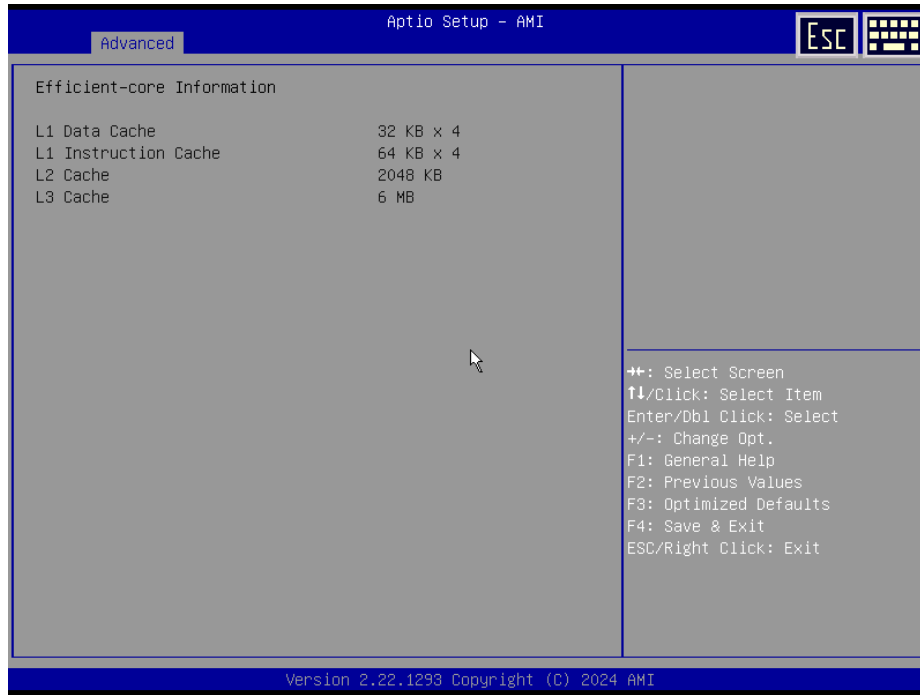 Aptio Setup - AMI
Advanced
Esc
Efficient-core Information
L1 Data Cache 32 KB x 4
L1 Instruction Cache 64 KB x 4
L2 Cache 2048 KB
L3 Cache 6 MB
→←: Select Screen
↑↓/Click: Select Item
Enter/Dbl Click: Select
+/-: Change Opt.
F1: General Help
F2: Previous Values
F3: Optimized Defaults
F4: Save & Exit
ESC/Right Click: Exit
Version 2.22.1293 Copyright (C) 2024 AMI